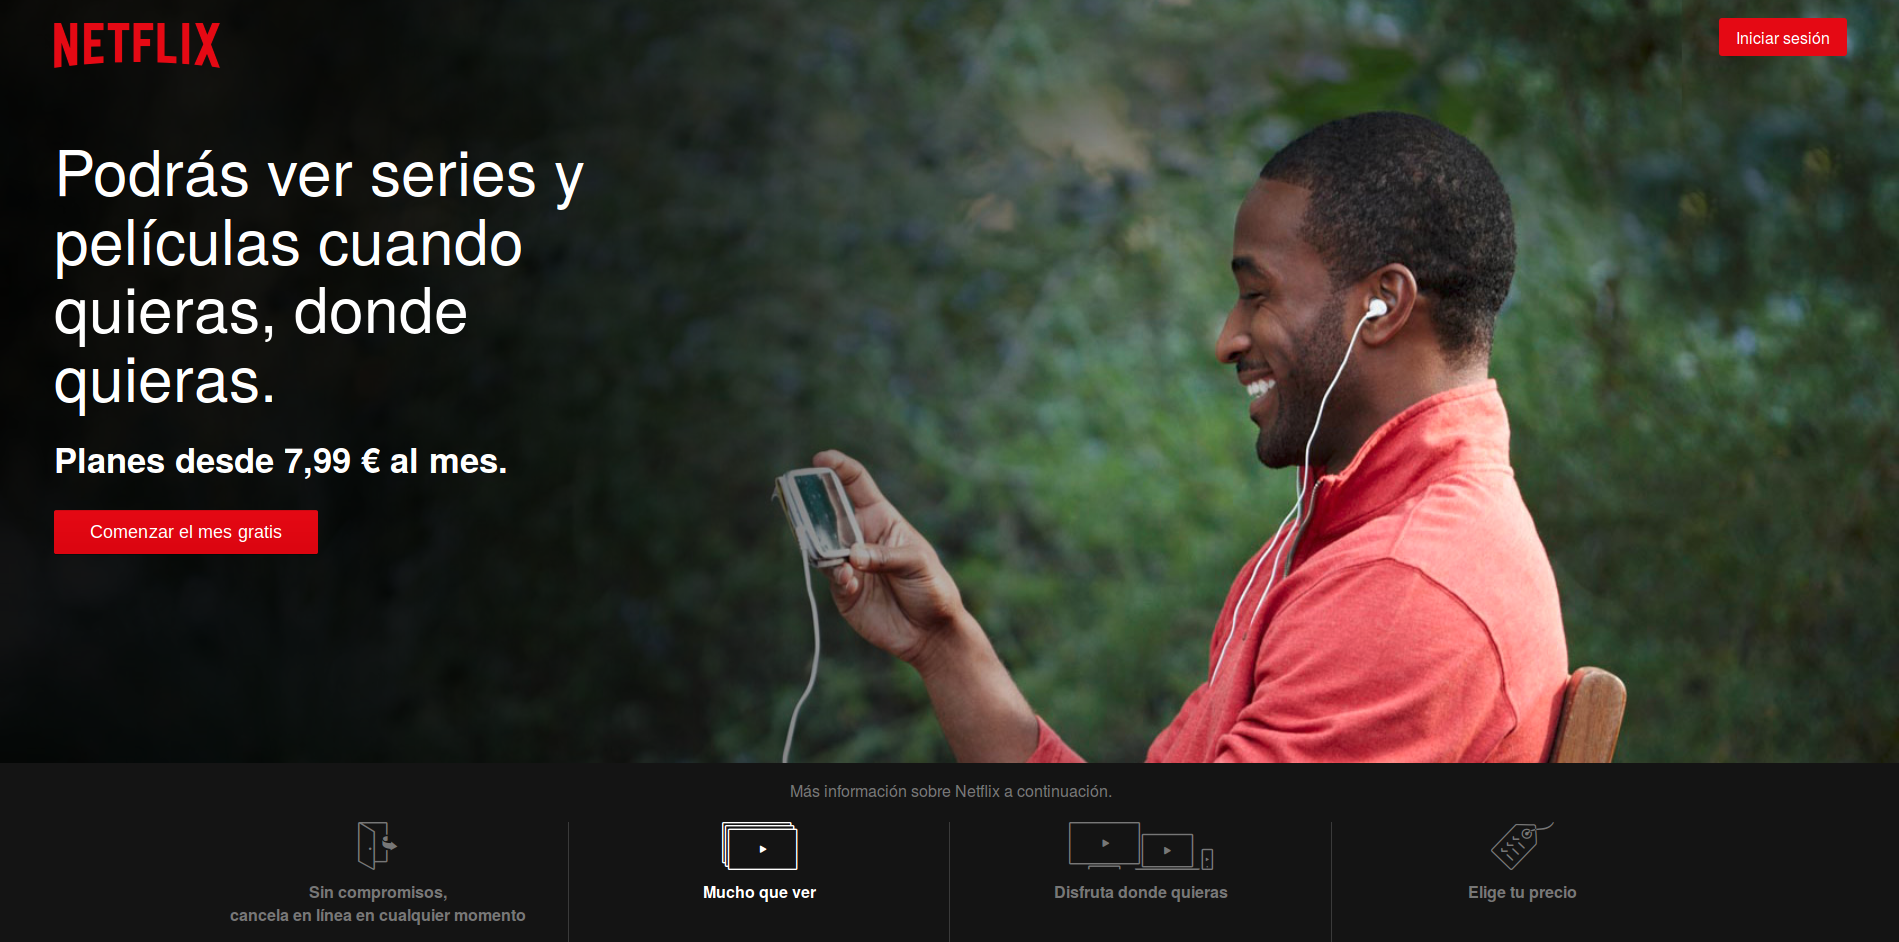 NETFLIX
Iniciar sesión
Podrás ver series y
películas cuando
quieras, donde
quieras.
Planes desde 7,99 € al mes.
Comenzar el mes gratis
Más información sobre Netflix a continuación.
Sin compromisos,
cancela en línea en cualquier momento
Mucho que ver
Disfruta donde quieras
Elige tu precio